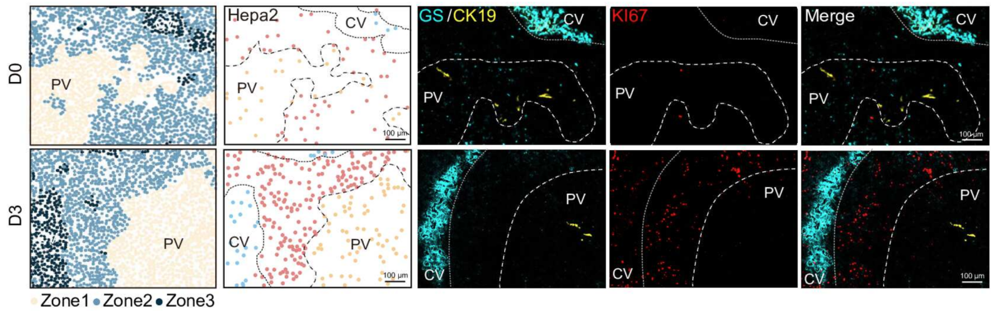 Hepa2
GS/CK19
KI67
Merge
D0
PV
CV
PV
100 µm
CV
PV
CV
PV
CV
PV
100 µm
D3
PV
CV
PV
100 µm
PV
CV
PV
CV
PV
CV
100 µm
Zone1 Zone2 Zone3